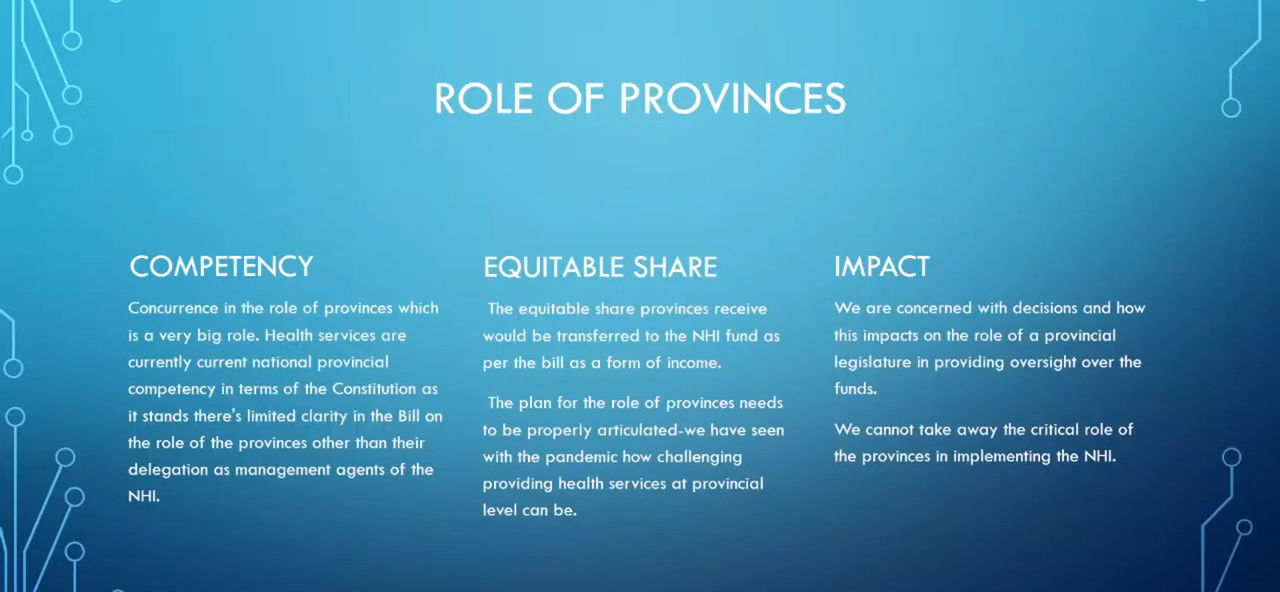 ROLE OF PROVINCES
COMPETENCY
Concurrence in the role of provinces which
is a very big role. Health services are
currently current national provincial
competency in terms of the Constitution as
it stands there's limited clarity in the Bill on
the role of the provinces other than their
delegation as management agents of the
NHI.
EQUITABLE SHARE
The equitable share provinces receive
would be transferred to the NHI fund as
per the bill as a form of income.
The plan for the role of provinces needs
to be properly articulated-we have seen
with the pandemic how challenging
providing health services at provincial
level can be.
IMPACT
We are concerned with decisions and how
this impacts on the role of a provincial
legislature in providing oversight over the
funds.
We cannot take away the critical role of
the provinces in implementing the NHI.